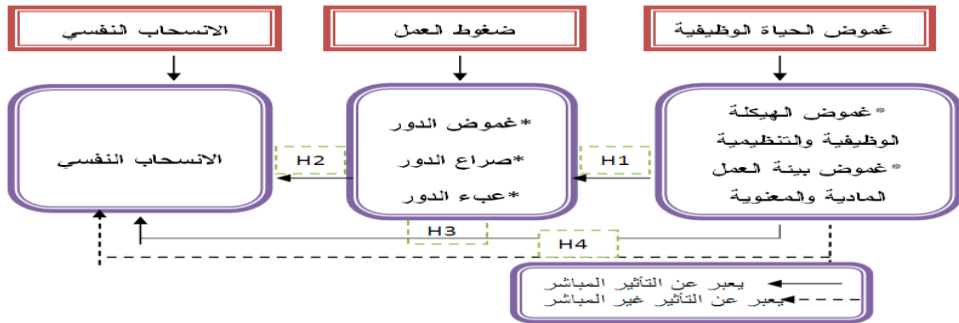 غموض الحياة الوظيفية
ضغوط العمل
الانسحاب النفسي
*غموض الهيكلة
الوظيفية والتنظيمية
*غموض بيئة العمل
المادية والمعنوية
H1
*غموض الدور
*صراع الدور
*عبء الدور
H2
الانسحاب النفسي
H3
H4
يعبر عن التأثير المباشر
يعبر عن التأثير غير المباشر